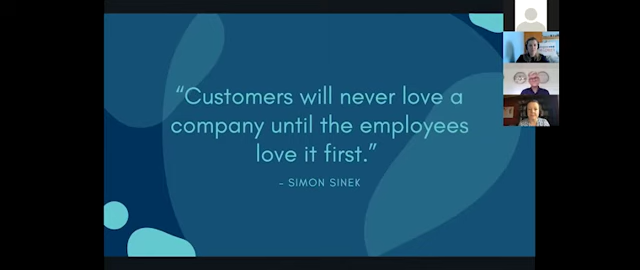 “Customers will never love a
company until the employees
love it first.”
– SIMON SINEK